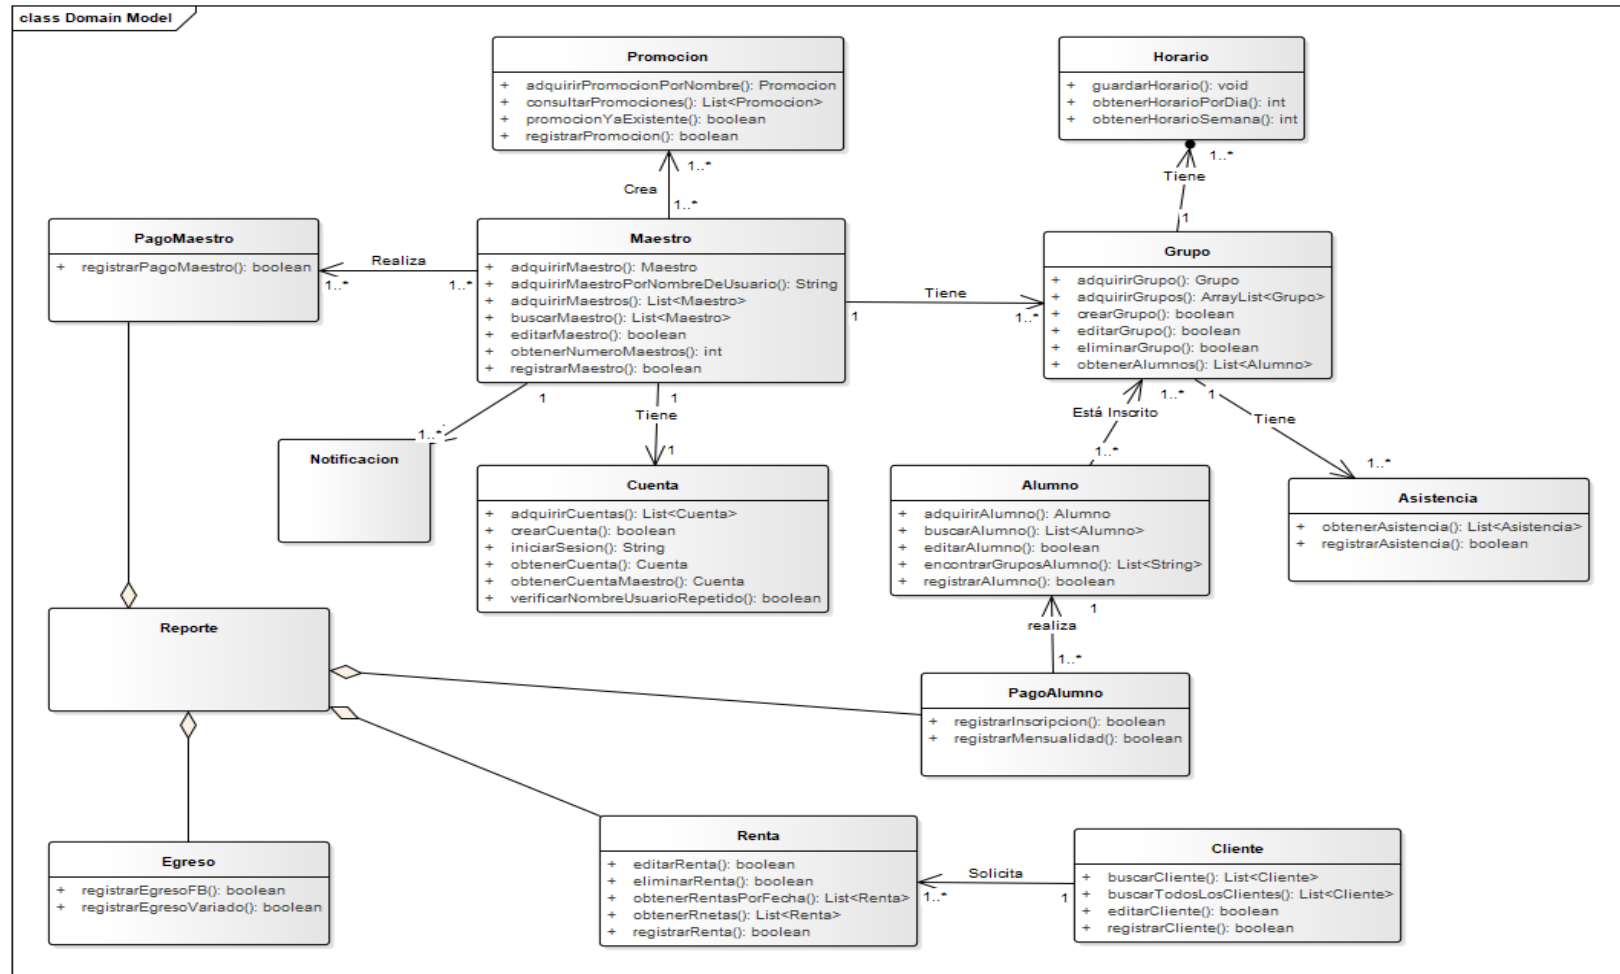 class Domain Model
Promocion
+ adquirirPromocionPorNombre(): Promocion
+ consultarPromociones(): List<Promocion>
+ promocionYaExistente(): boolean
+ registrarPromocion(): boolean
Horario
+ guardarHorario(): void
+ obtenerHorarioPorDia(): int
+ obtenerHorarioSemana(): int
1..*
Crea
1..*
1..*
Tiene
1
PagoMaestro
+ registrarPagoMaestro(): boolean
Realiza
1..*
1..*
Maestro
+ adquirirMaestro(): Maestro
+ adquirirMaestroPorNombreDeUsuario(): String
+ adquirirMaestros(): List<Maestro>
+ buscarMaestro(): List<Maestro>
+ editarMaestro(): boolean
+ obtenerNumeroMaestros(): int
+ registrarMaestro(): boolean
Tiene
1
1..*
Grupo
+ adquirirGrupo(): Grupo
+ adquirirGrupos(): ArrayList<Grupo>
+ crearGrupo(): boolean
+ editarGrupo(): boolean
+ eliminarGrupo(): boolean
+ obtenerAlumnos(): List<Alumno>
1
1..*
1
Tiene
1
1..*
Está Inscrito
1..*
1
Tiene
1..*
Notificacion
Cuenta
+ adquirirCuentas(): List<Cuenta>
+ crearCuenta(): boolean
+ iniciarSesion(): String
+ obtenerCuenta(): Cuenta
+ obtenerCuentaMaestro(): Cuenta
+ verificarNombreUsuarioRepetido(): boolean
Alumno
+ adquirirAlumno(): Alumno
+ buscarAlumno(): List<Alumno>
+ editarAlumno(): boolean
+ encontrarGruposAlumno(): List<String>
+ registrarAlumno(): boolean
Asistencia
+ obtenerAsistencia(): List<Asistencia>
+ registrarAsistencia(): boolean
1
realiza
1..*
Reporte
PagoAlumno
+ registrarInscripcion(): boolean
+ registrarMensualidad(): boolean
Egreso
+ registrarEgresoFB(): boolean
+ registrarEgresoVariado(): boolean
Renta
+ editarRenta(): boolean
+ eliminarRenta(): boolean
+ obtenerRentasPorFecha(): List<Renta>
+ obtenerRnetas(): List<Renta>
+ registrarRenta(): boolean
Solicita
1..*
1
Cliente
+ buscarCliente(): List<Cliente>
+ buscarTodosLosClientes(): List<Cliente>
+ editarCliente(): boolean
+ registrarCliente(): boolean